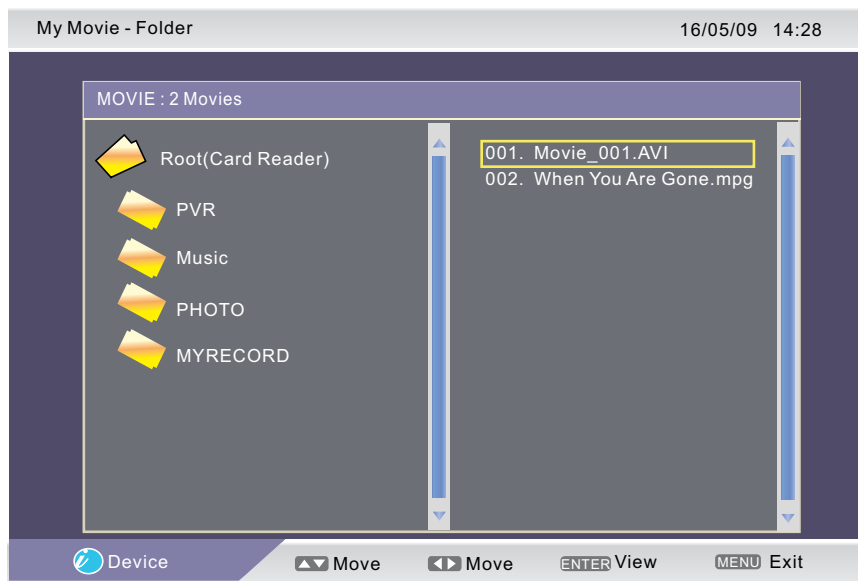 My Movie - Folder 16/05/09 14:28
MOVIE : 2 Movies
Root(Card Reader)
PVR
Music
PHOTO
MYRECORD
001. Movie_001.AVI
002. When You Are Gone.mpg
i Device Move Move ENTER View MENU Exit